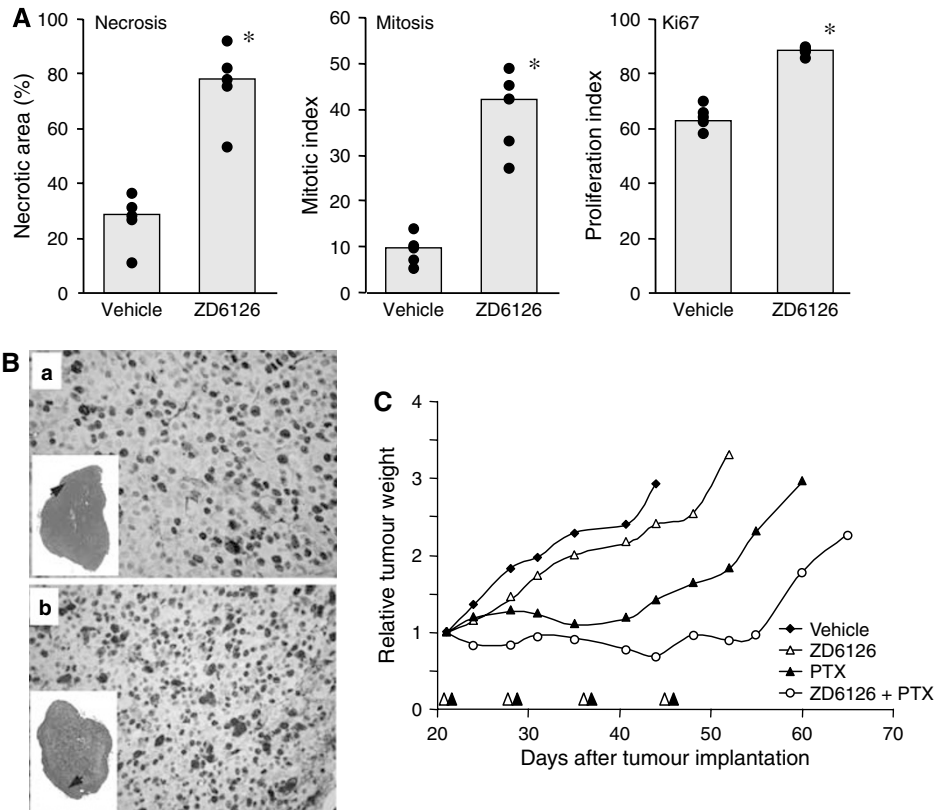 A
Necrosis
Necrotic area (%)
100
80
60
40
20
0
*
Vehicle ZD6126
Mitosis
Mitotic index
60
50
40
30
20
10
0
*
Vehicle ZD6126
Ki67
Proliferation index
100
80
60
40
20
0
*
Vehicle ZD6126
B
a
b
C
Relative tumour weight
4
3
2
1
0
Vehicle
ZD6126
PTX
ZD6126 + PTX
20 30 40 50 60 70
Days after tumour implantation